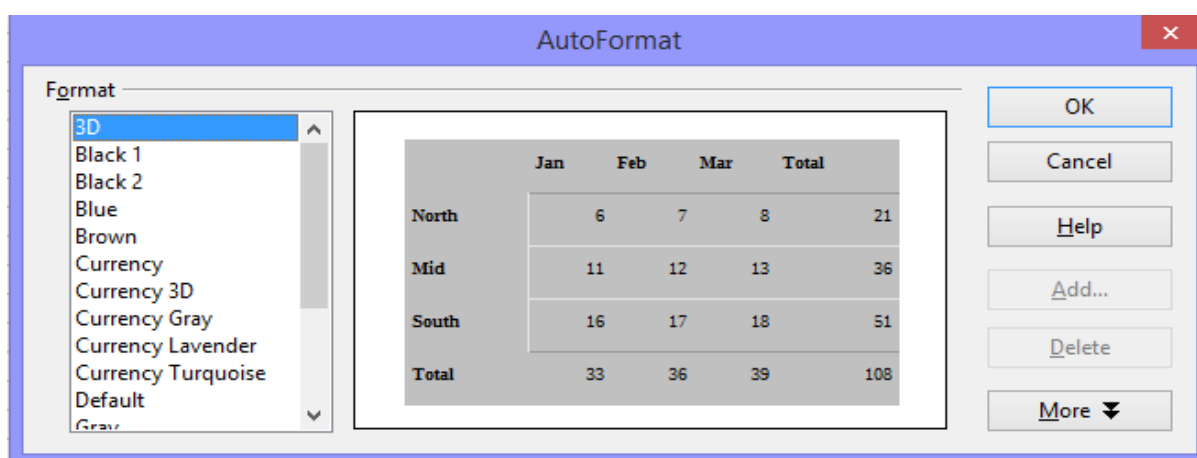 AutoFormat
Format
3D
Black 1
Black 2
Blue
Brown
Currency
Currency 3D
Currency Gray
Currency Lavender
Currency Turquoise
Default
Gray
Jan Feb Mar Total
North 6 7 8 21
Mid 11 12 13 36
South 16 17 18 51
Total 33 36 39 108
OK
Cancel
Help
Add...
Delete
More